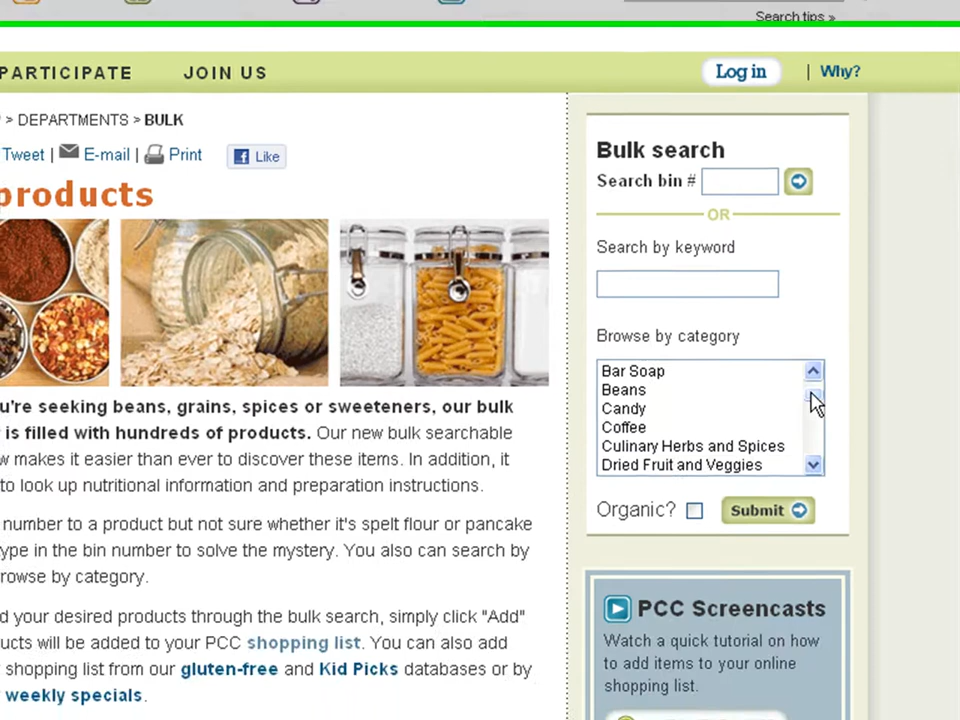 Search tips »
PARTICIPATE JOIN US Log in | Why?
> DEPARTMENTS > BULK
Tweet | E-mail | Print Like
products
Bulk search
Search bin #
OR
Search by keyword
Browse by category
Bar Soap
Beans
Candy
Coffee
Culinary Herbs and Spices
Dried Fruit and Veggies
Organic? Submit
you're seeking beans, grains, spices or sweeteners, our bulk
is filled with hundreds of products. Our new bulk searchable
makes it easier than ever to discover these items. In addition, it
to look up nutritional information and preparation instructions.
number to a product but not sure whether it's spelt flour or pancake
type in the bin number to solve the mystery. You also can search by
browse by category.
your desired products through the bulk search, simply click "Add"
will be added to your PCC shopping list. You can also add
shopping list from our gluten-free and Kid Picks databases or by
weekly specials.
PCC Screencasts
Watch a quick tutorial on how
to add items to your online
shopping list.